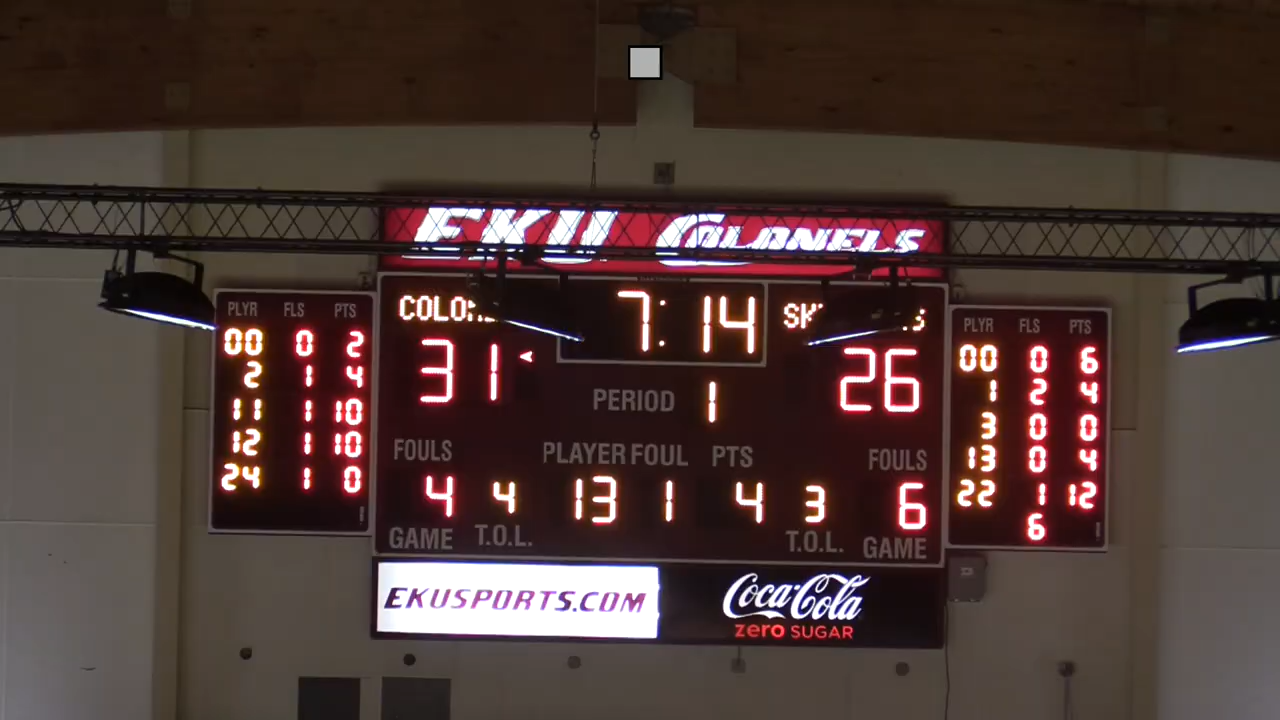 EKU COLONELS
7:14
31 26
PERIOD 1
FOULS PLAYER FOUL PTS FOULS
4 4 13 1 4 3 6
GAME T.O.L. T.O.L. GAME
PLYR FLS PTS
00 0 2
2 1 4
11 1 10
12 1 10
24 1 0
PLYR FLS PTS
00 0 6
1 2 4
3 0 0
13 0 4
22 1 12
6
EKUSPORTS.COM
Coca-Cola
zero SUGAR